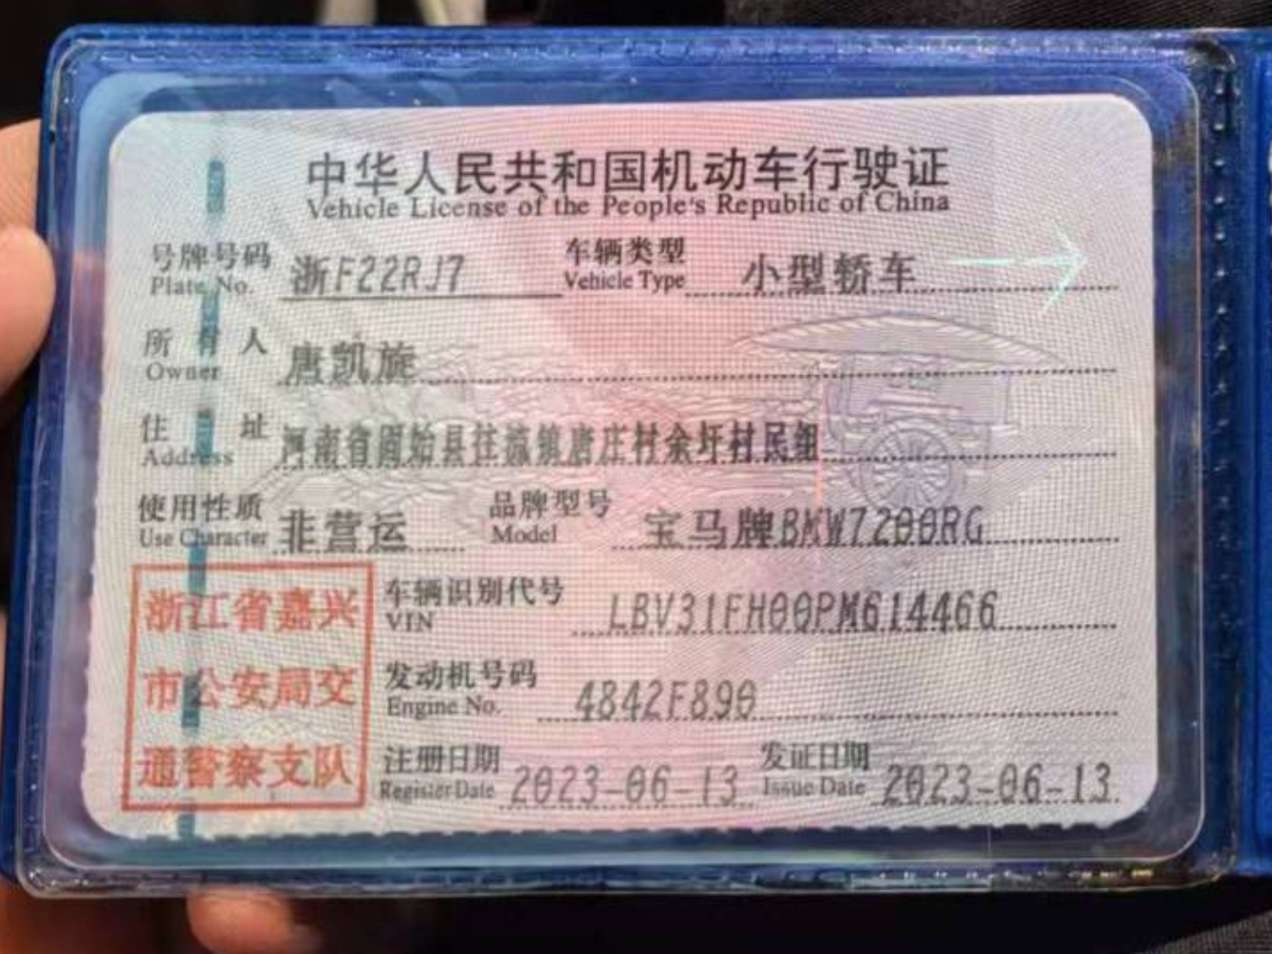 中华人民共和国机动车行驶证
Vehicle License of the People's Republic of China
号牌号码 浙F22RJ7 车辆类型 小型轿车
Plate No. Vehicle Type
所有人 唐凯旋
Owner
住址 河南省固始县往流镇唐庄村余圩村民组
Address
使用性质 非营运 品牌型号 宝马牌BMW7200RG
Use Character Model
浙江省嘉兴
市公安局交
通警察支队
车辆识别代号 LBV31FH00PM614466
VIN
发动机号码 4842F890
Engine No.
注册日期 2023-06-13 发证日期 2023-06-13
Register Date Issue Date